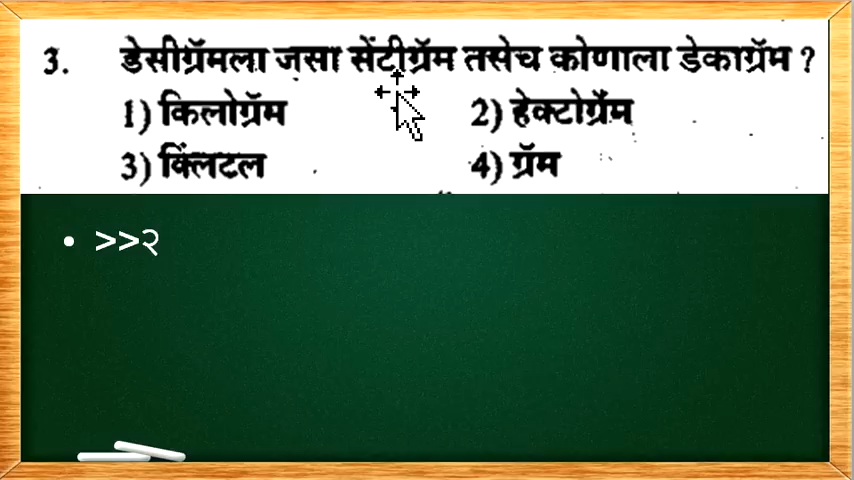 3. डेसीग्रॅमला जसा सेंटीग्रॅम तसेच कोणाला डेकाग्रॅम ?
1) किलोग्रॅम 2) हेक्टोग्रॅम
3) क्विंटल 4) ग्रॅम
• >>२